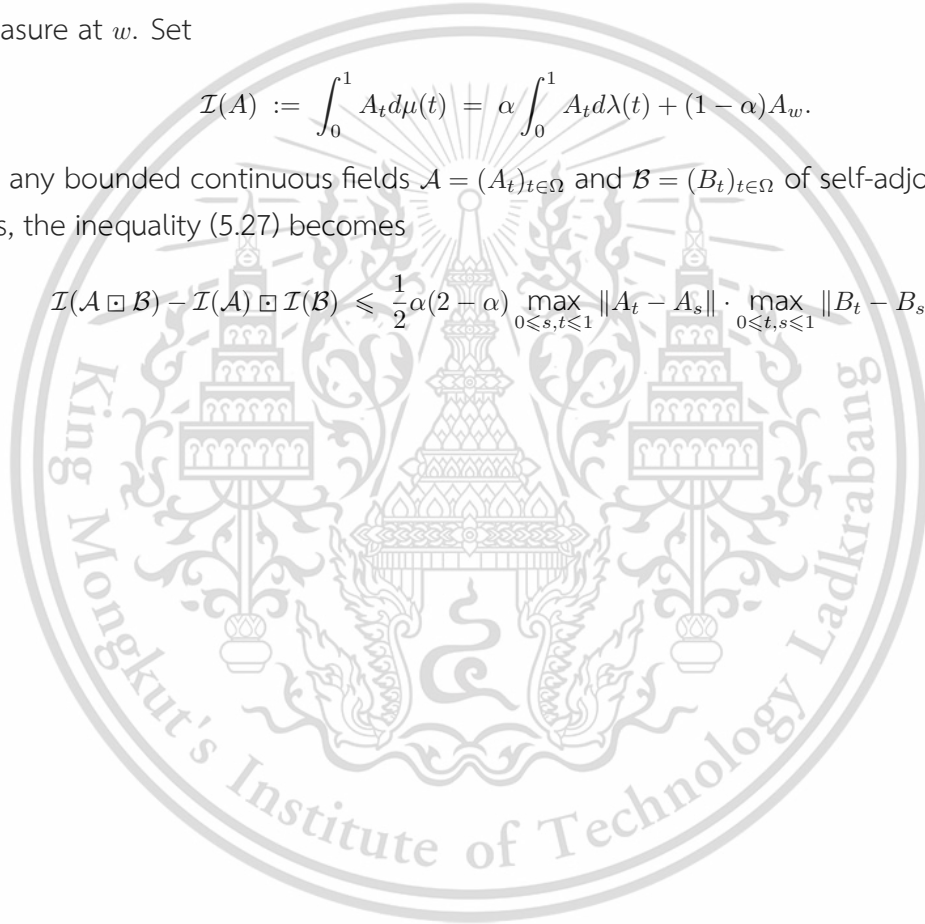 asure at w. Set
𝓘(A) := ∫₀¹ A_t dμ(t) = α ∫₀¹ A_t dλ(t) + (1 − α)A_w.
any bounded continuous fields 𝒜 = (A_t)_{t∈Ω} and ℬ = (B_t)_{t∈Ω} of self-adjo
s, the inequality (5.27) becomes
𝓘(𝒜 ⊡ ℬ) − 𝓘(𝒜) ⊡ 𝓘(ℬ) ⩽ 1/2 α(2 − α) max_{0⩽s,t⩽1} ‖A_t − A_s‖ · max_{0⩽t,s⩽1} ‖B_t − B_s
King Mongkut's Institute of Technology Ladkrabang